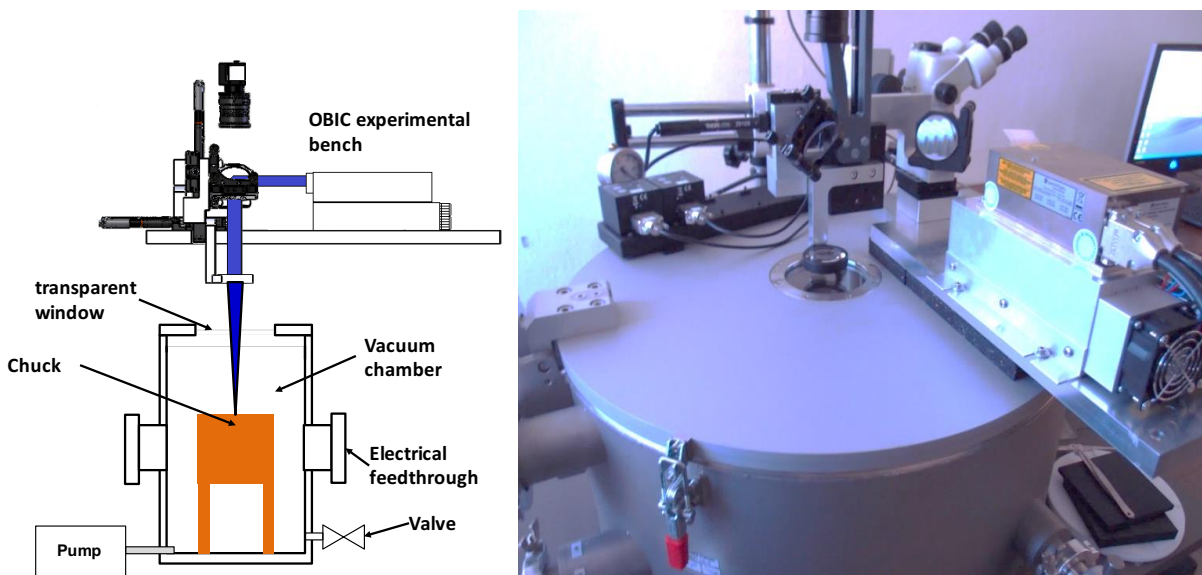 OBIC experimental
bench
transparent
window
Chuck
Vacuum
chamber
Electrical
feedthrough
Valve
Pump